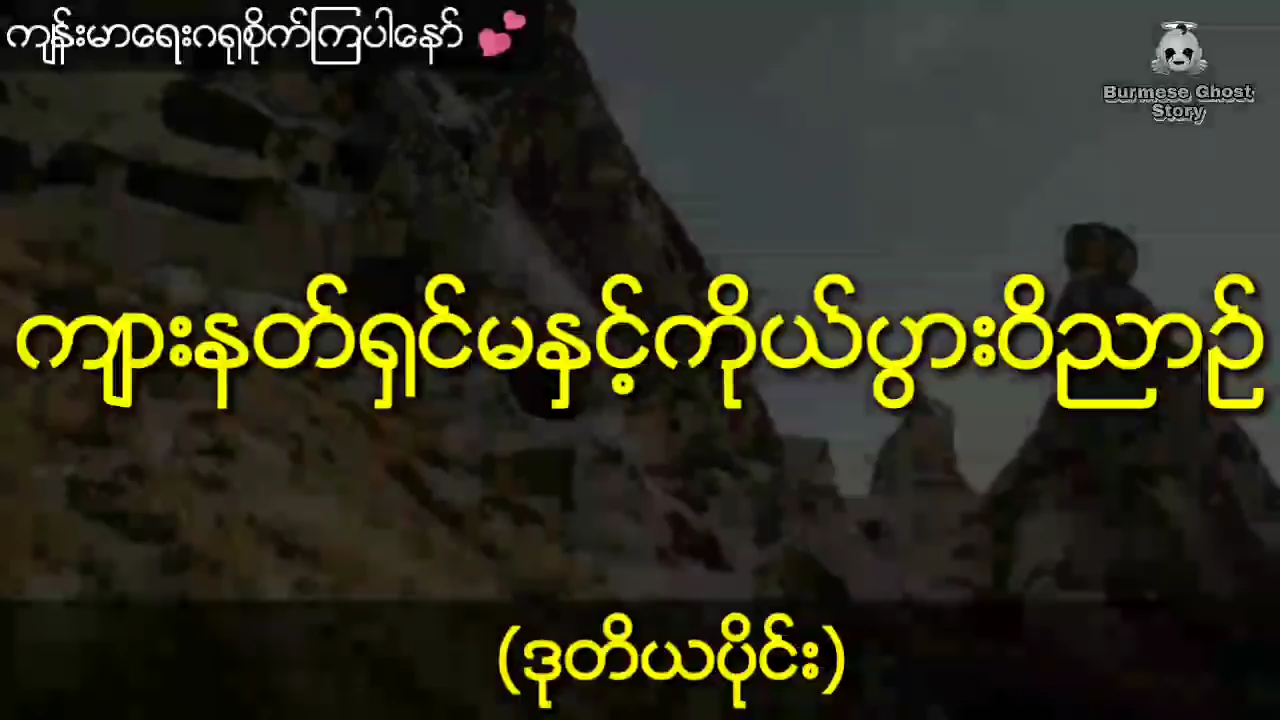 ကျန်းမာရေးဂရုစိုက်ကြပါနော် 💕
Burmese Ghost
Story
ကျားနတ်ရှင်မနှင့်ကိုယ်ပွားဝိညာဉ်
(ဒုတိယပိုင်း)